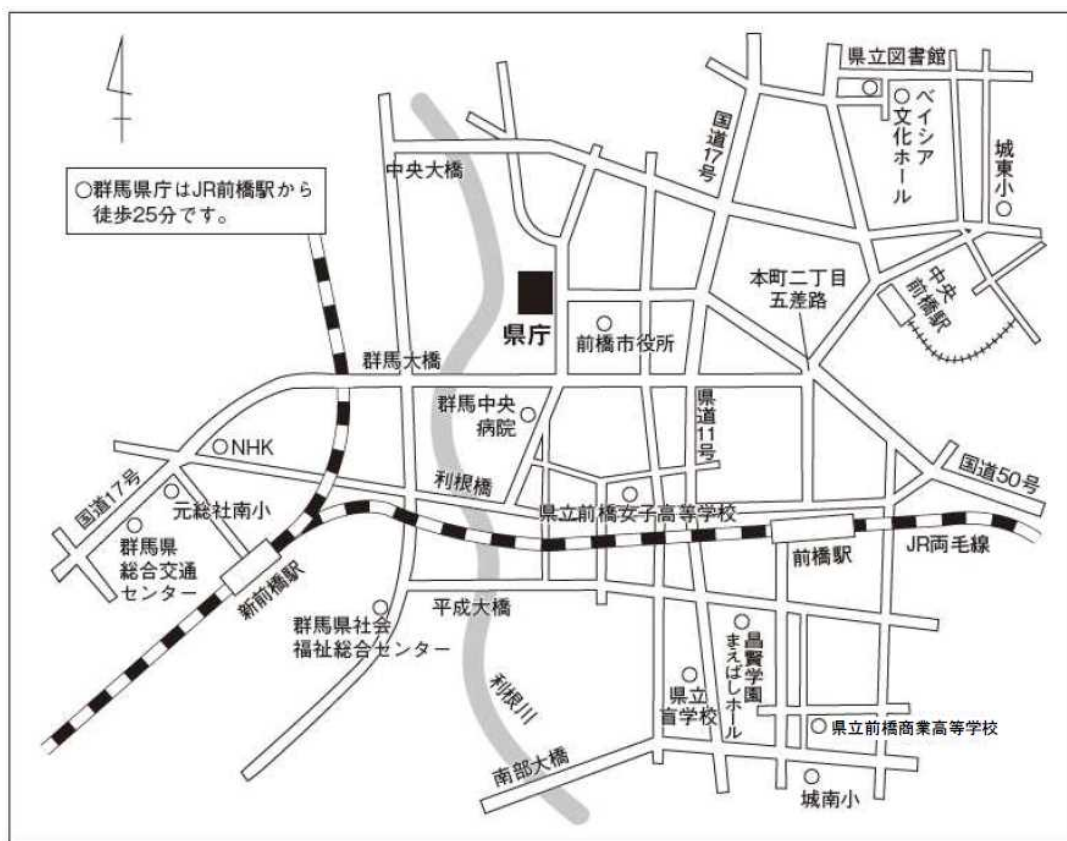 県立図書館
ベイシア
文化ホール
国道17号
城東小
中央大橋
○群馬県庁はJR前橋駅から
徒歩25分です。
本町二丁目
五差路
中央
前橋駅
県庁
前橋市役所
群馬大橋
群馬中央
病院
県道11号
NHK
国道17号
利根橋
国道50号
元総社南小
県立前橋女子高等学校
群馬県
総合交通
センター
新前橋駅
前橋駅
JR両毛線
平成大橋
群馬県社会
福祉総合センター
昌賢学園
まえばしホール
利根川
県立
盲学校
県立前橋商業高等学校
南部大橋
城南小